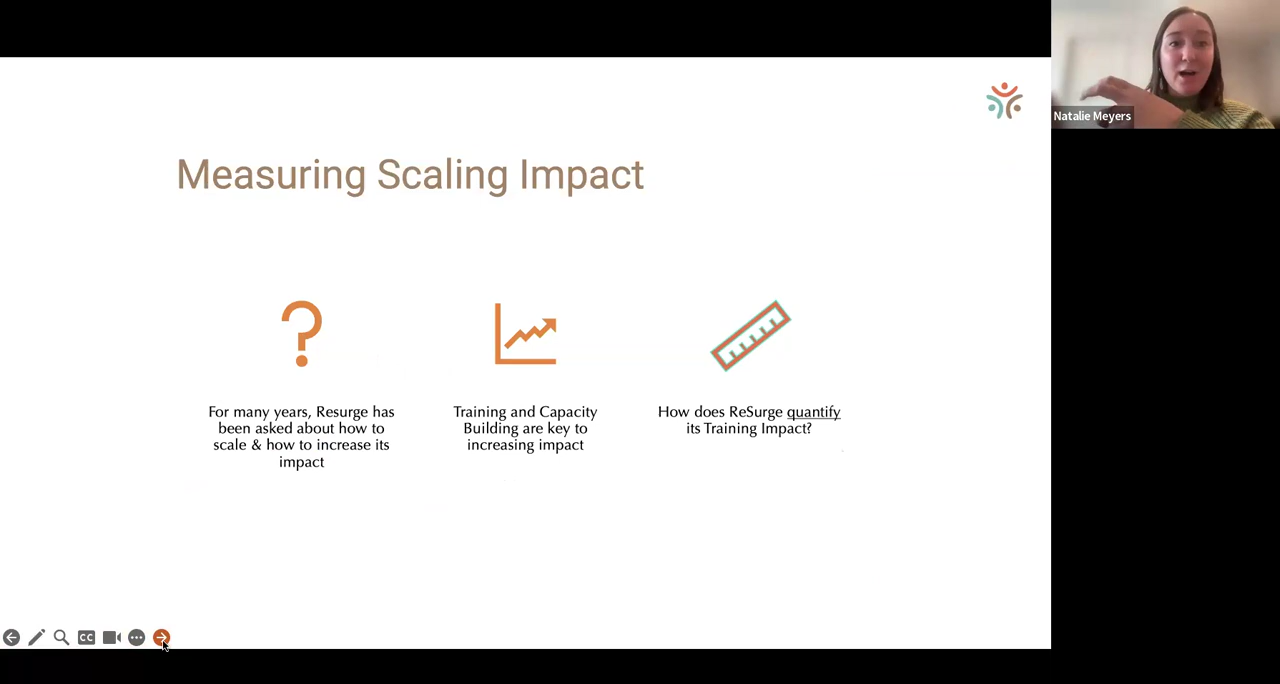 Measuring Scaling Impact
For many years, Resurge has
been asked about how to
scale & how to increase its
impact
Training and Capacity
Building are key to
increasing impact
How does ReSurge quantify
its Training Impact?
CC
Natalie Meyers